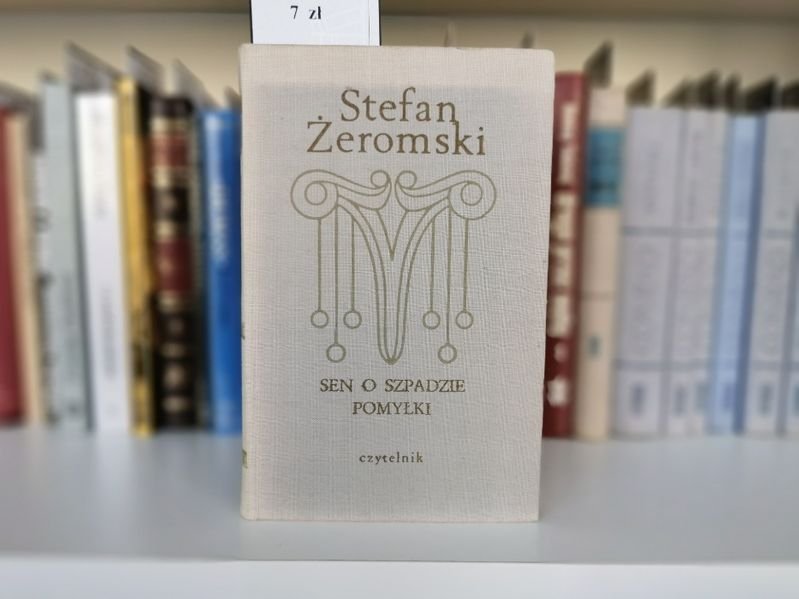 7 zł
Stefan
Żeromski
SEN O SZPADZIE
POMYŁKI
czytelnik